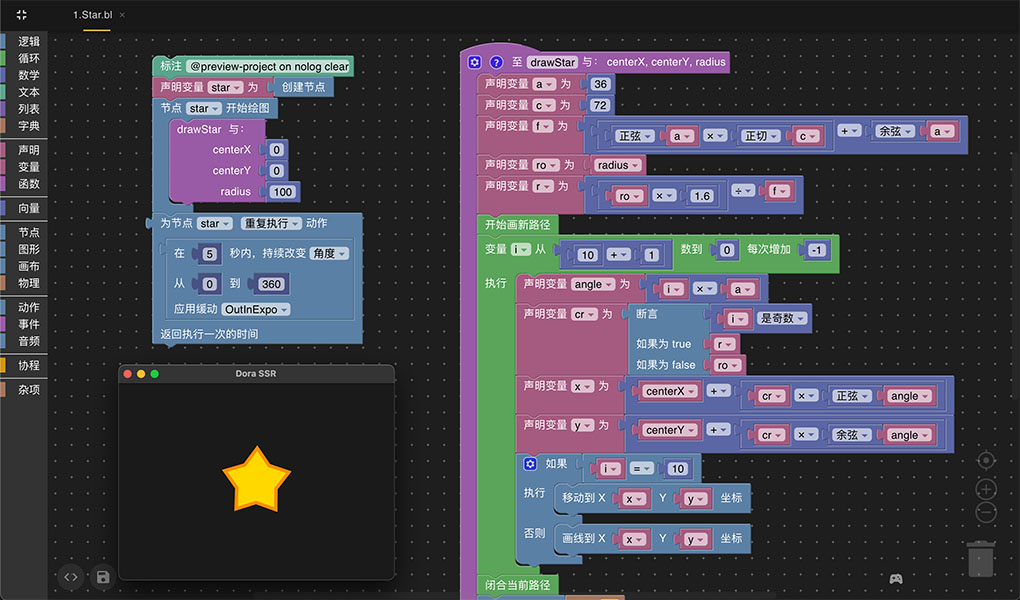 1.Star.bl ×
逻辑
循环
数学
文本
列表
字典
声明
变量
函数
向量
节点
图形
画布
物理
动作
事件
音频
协程
杂项
标注 @preview-project on nolog clear
声明变量 star 为 创建节点
节点 star 开始绘图
drawStar 与:
centerX 0
centerY 0
radius 100
为节点 star 重复执行 动作
在 5 秒内，持续改变 角度
从 0 到 360
应用缓动 OutInExpo
返回执行一次的时间
Dora SSR
? 至 drawStar 与: centerX, centerY, radius
声明变量 a 为 36
声明变量 c 为 72
声明变量 f 为 正弦 a × 正切 c + 余弦 a
声明变量 ro 为 radius
声明变量 r 为 ro × 1.6 ÷ f
开始画新路径
变量 i 从 10 + 1 数到 0 每次增加 -1
执行 声明变量 angle 为 i × a
声明变量 cr 为 断言 i 是奇数
如果为 true r
如果为 false ro
声明变量 x 为 centerX + cr × 正弦 angle
声明变量 y 为 centerY + cr × 余弦 angle
如果 i = 10
执行 移动到 X x Y y 坐标
否则 画线到 X x Y y 坐标
闭合当前路径